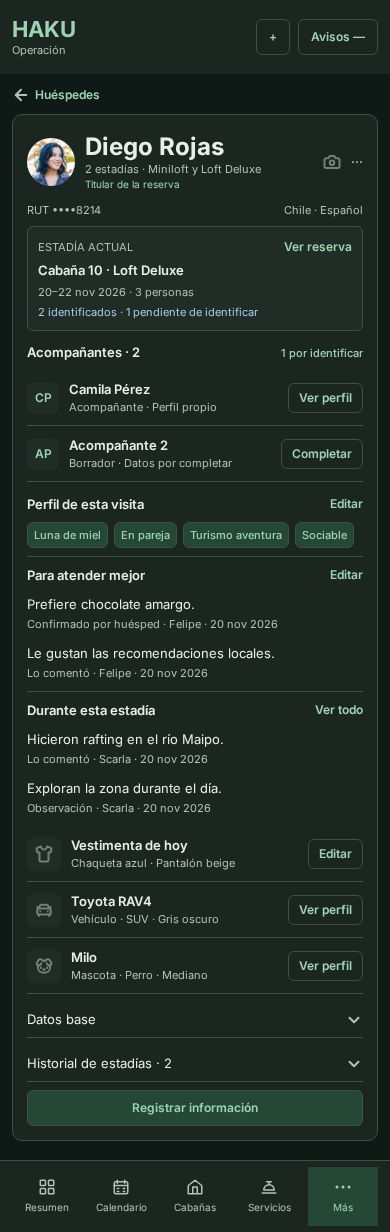 HAKU
Operación
+
Avisos —
Huéspedes
Diego Rojas
2 estadías · Miniloft y Loft Deluxe
Titular de la reserva
...
RUT ••••8214
Chile · Español
ESTADÍA ACTUAL
Ver reserva
Cabaña 10 · Loft Deluxe
20–22 nov 2026 · 3 personas
2 identificados · 1 pendiente de identificar
Acompañantes · 2
1 por identificar
CP
Camila Pérez
Acompañante · Perfil propio
Ver perfil
AP
Acompañante 2
Borrador · Datos por completar
Completar
Perfil de esta visita
Editar
Luna de miel
En pareja
Turismo aventura
Sociable
Para atender mejor
Editar
Prefiere chocolate amargo.
Confirmado por huésped · Felipe · 20 nov 2026
Le gustan las recomendaciones locales.
Lo comentó · Felipe · 20 nov 2026
Durante esta estadía
Ver todo
Hicieron rafting en el río Maipo.
Lo comentó · Scarla · 20 nov 2026
Exploran la zona durante el día.
Observación · Scarla · 20 nov 2026
Vestimenta de hoy
Chaqueta azul · Pantalón beige
Editar
Toyota RAV4
Vehículo · SUV · Gris oscuro
Ver perfil
Milo
Mascota · Perro · Mediano
Ver perfil
Datos base
Historial de estadías · 2
Registrar información
Resumen
Calendario
Cabañas
Servicios
Más